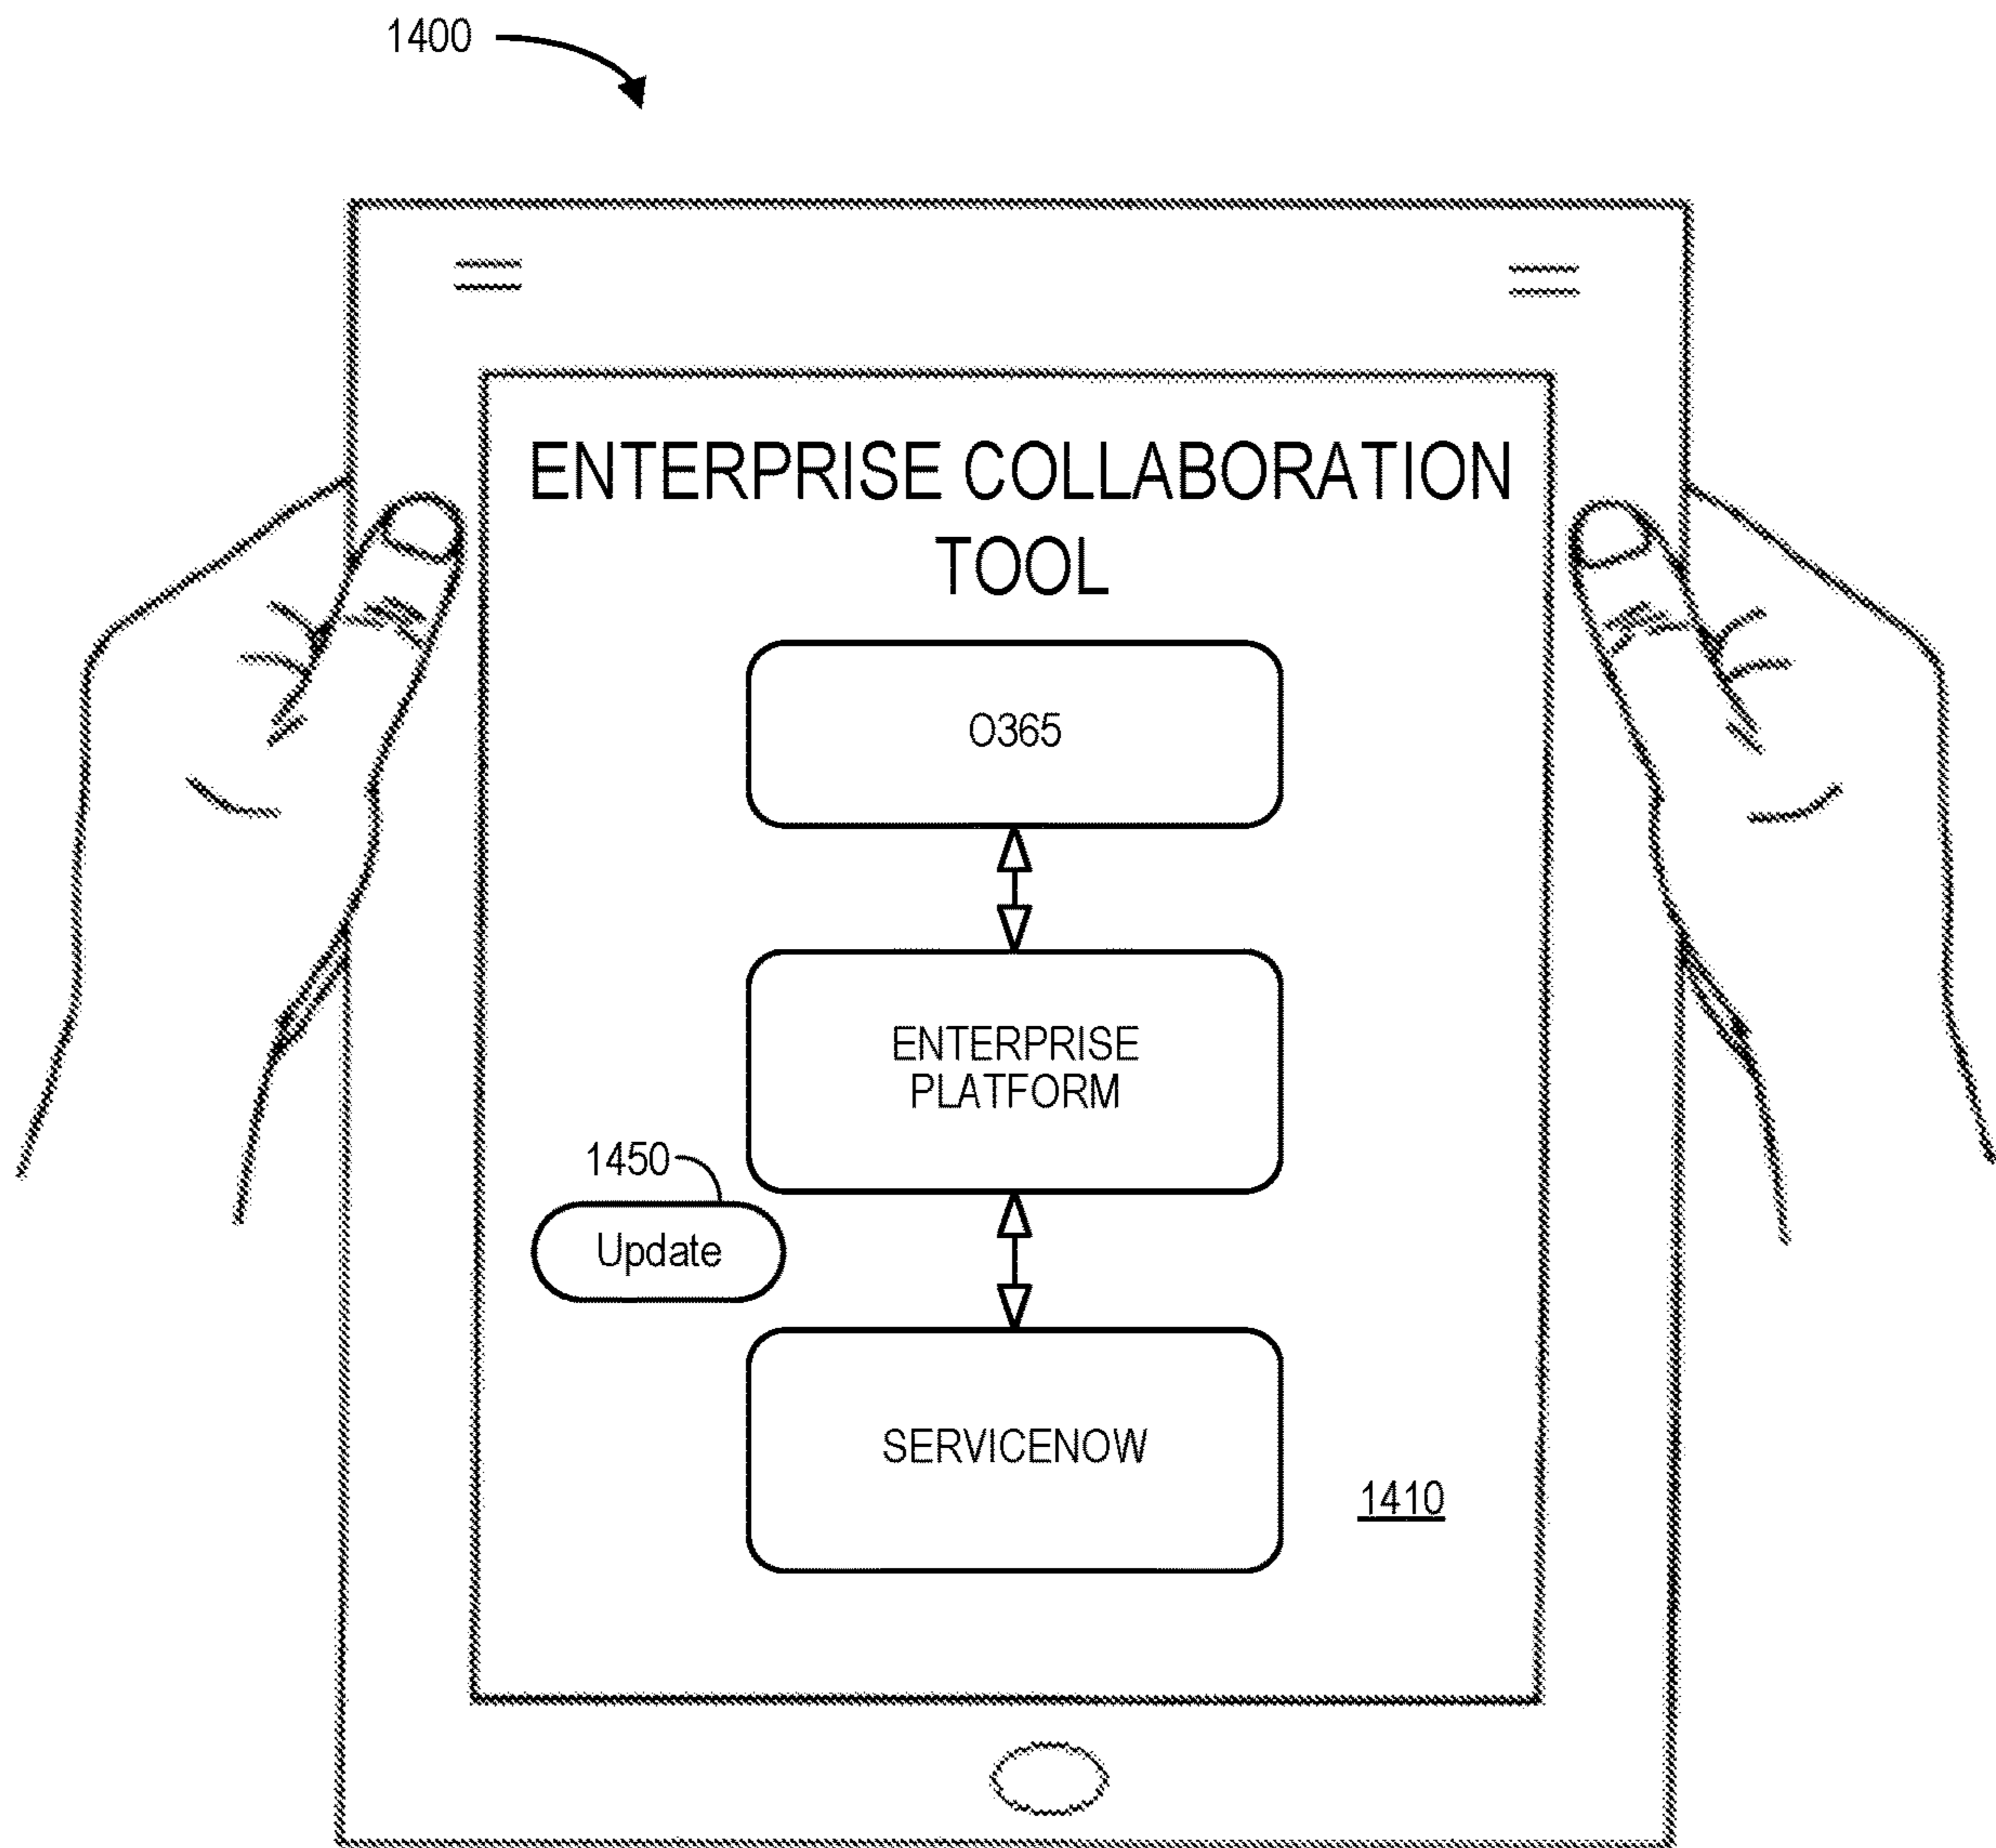 1400
ENTERPRISE COLLABORATION
TOOL
O365
ENTERPRISE
PLATFORM
1450
Update
SERVICENOW
1410